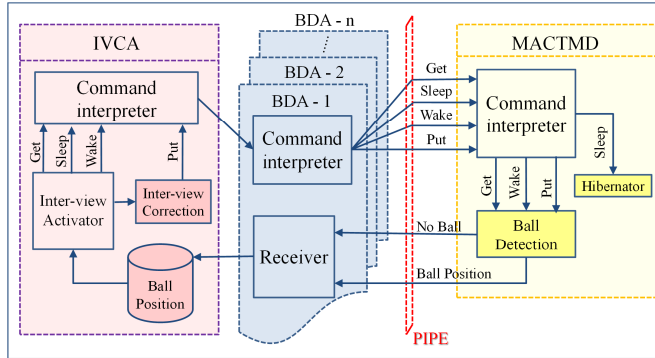 IVCA
Command
interpreter
Get
Sleep
Wake
Put
Inter-view
Activator
Inter-view
Correction
Ball
Position
BDA - n
BDA - 2
BDA - 1
Command
interpreter
Receiver
Get
Sleep
Wake
Put
No Ball
Ball Position
PIPE
MACTMD
Command
interpreter
Sleep
Hibernator
Get
Wake
Put
Ball
Detection